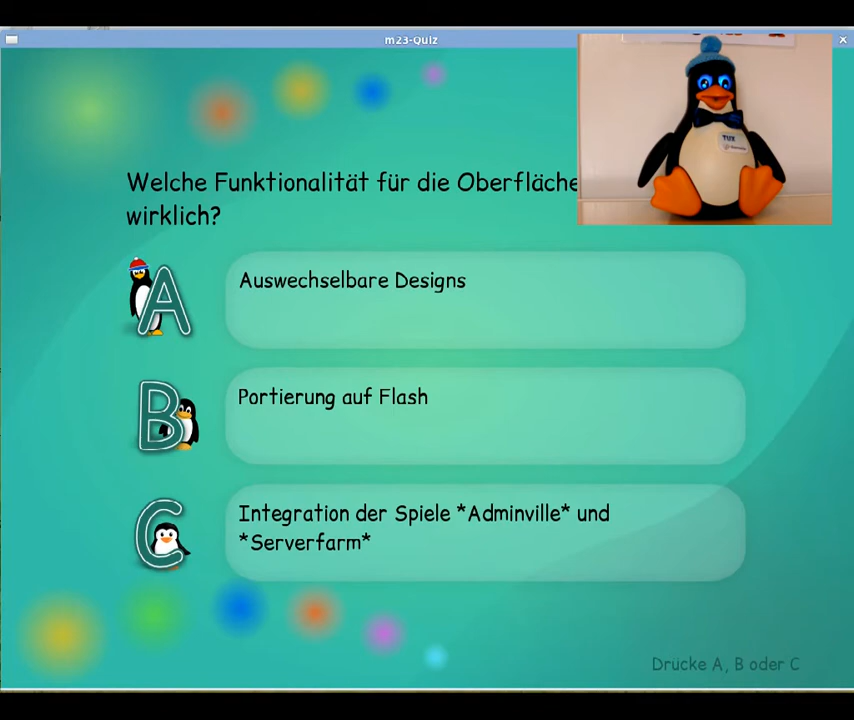 m23-Quiz
TUX
Welche Funktionalität für die Oberfläche
wirklich?
A
Auswechselbare Designs
B
Portierung auf Flash
C
Integration der Spiele *Adminville* und
*Serverfarm*
Drücke A, B oder C